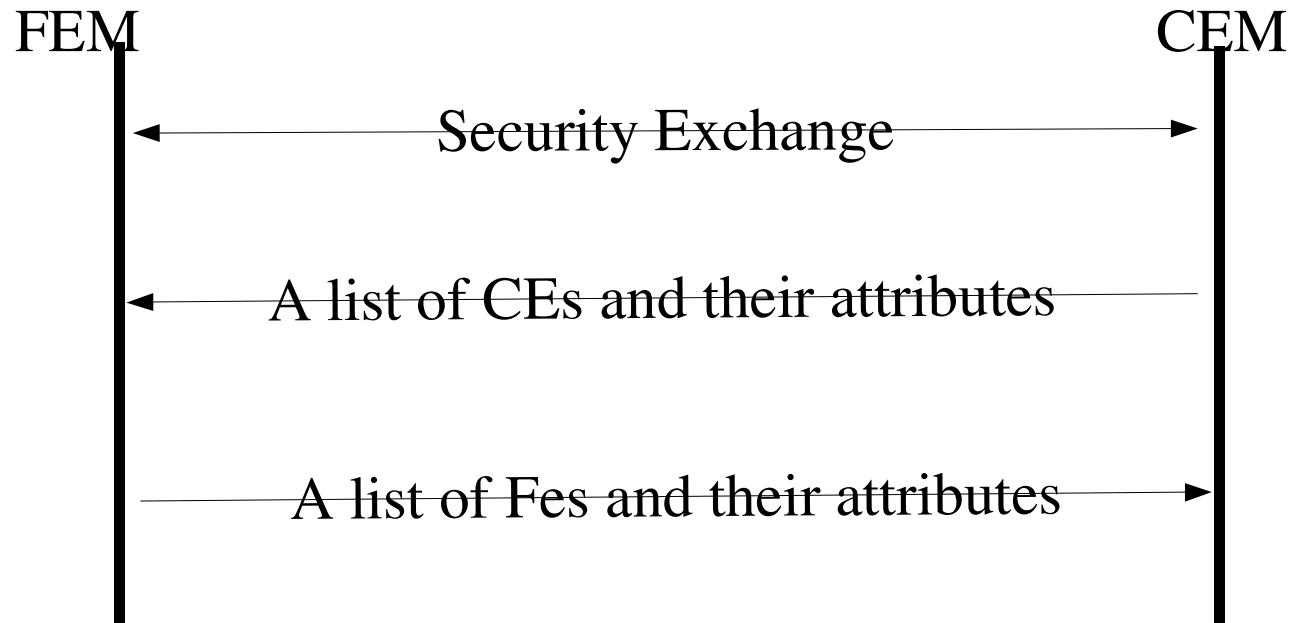 FEM
CEM
Security Exchange
A list of CEs and their attributes
A list of Fes and their attributes